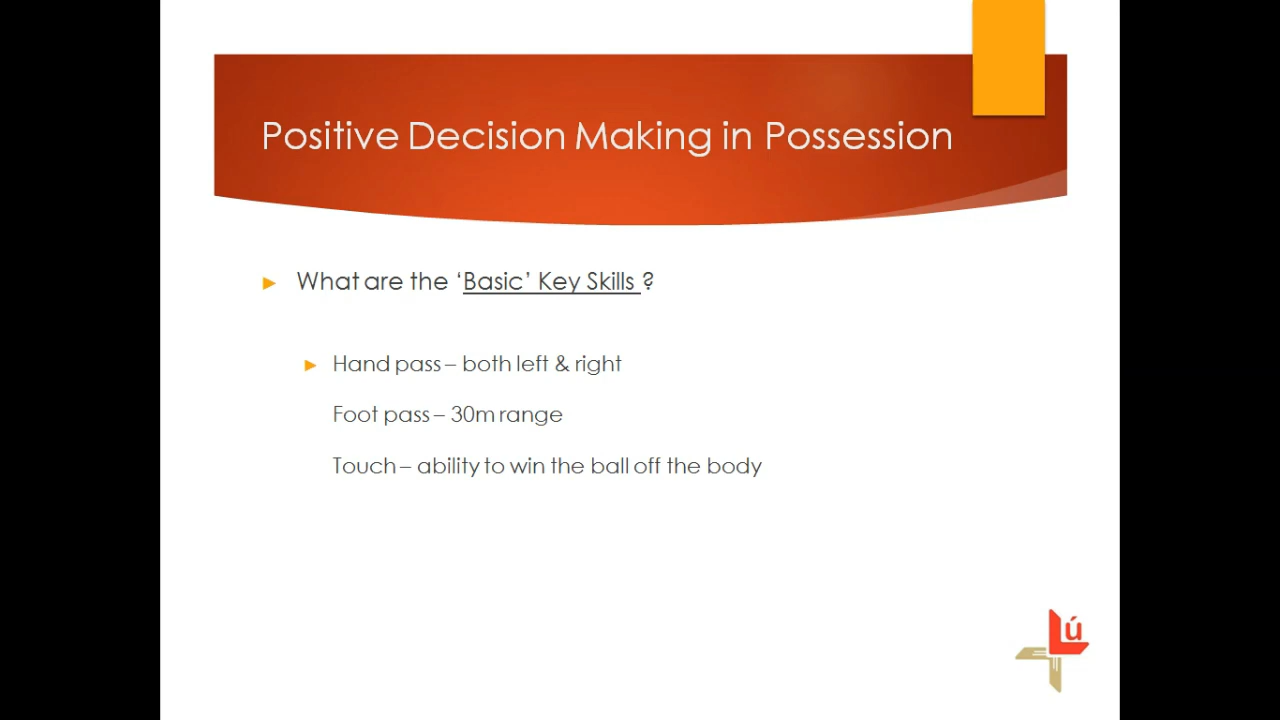 Positive Decision Making in Possession
What are the ‘Basic’ Key Skills ?
Hand pass – both left & right
Foot pass – 30m range
Touch – ability to win the ball off the body
Lú